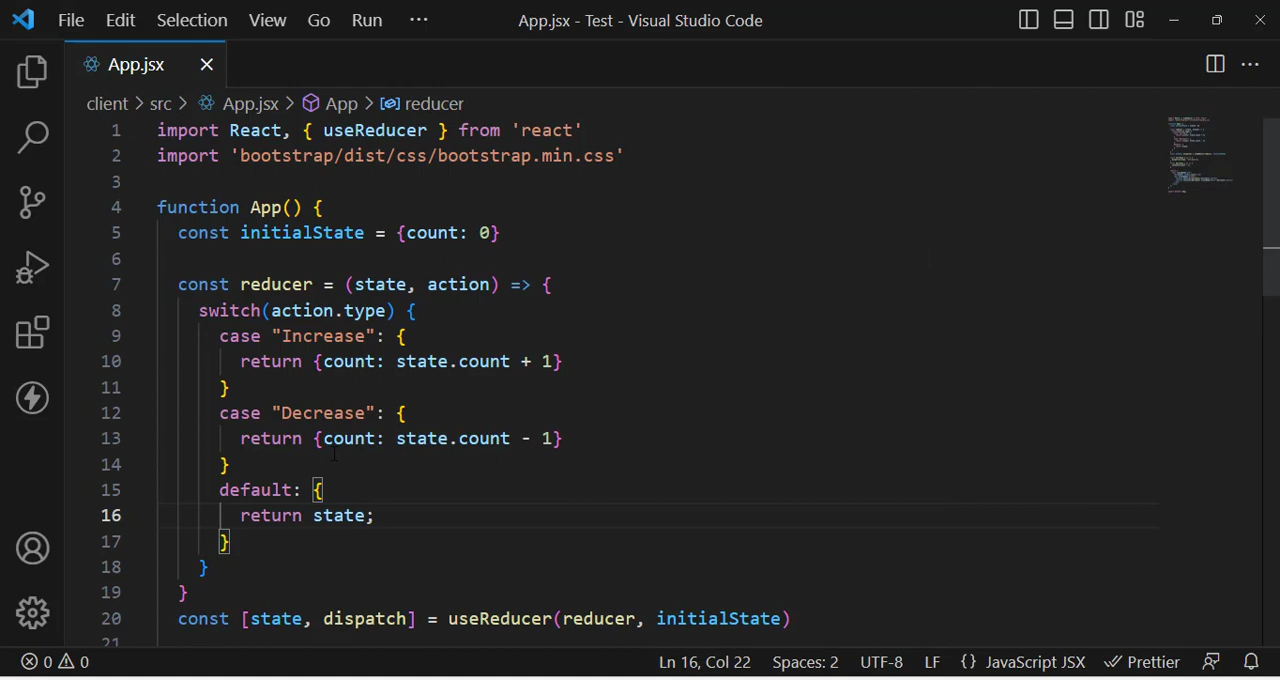 File Edit Selection View Go Run ··· App.jsx - Test - Visual Studio Code
App.jsx
client > src > App.jsx > App > reducer
1 import React, { useReducer } from 'react'
2 import 'bootstrap/dist/css/bootstrap.min.css'
3
4 function App() {
5 const initialState = {count: 0}
6
7 const reducer = (state, action) => {
8 switch(action.type) {
9 case "Increase": {
10 return {count: state.count + 1}
11 }
12 case "Decrease": {
13 return {count: state.count - 1}
14 }
15 default: {
16 return state;
17 }
18 }
19 }
20 const [state, dispatch] = useReducer(reducer, initialState)
21
0 0 Ln 16, Col 22 Spaces: 2 UTF-8 LF {} JavaScript JSX Prettier